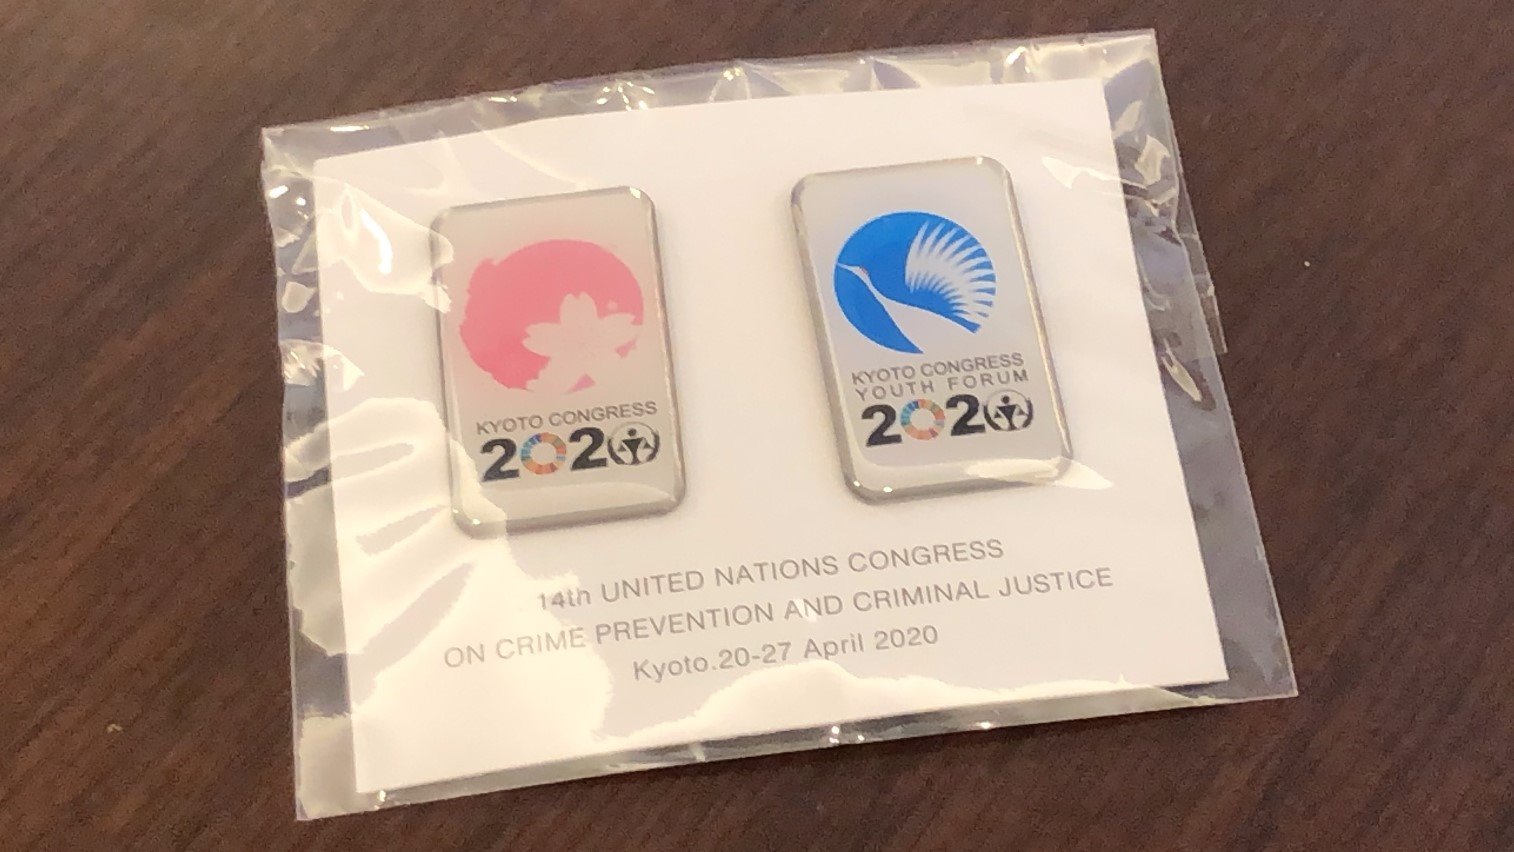 KYOTO CONGRESS
2020
KYOTO CONGRESS
YOUTH FORUM
2020
14th UNITED NATIONS CONGRESS
ON CRIME PREVENTION AND CRIMINAL JUSTICE
Kyoto.20-27 April 2020